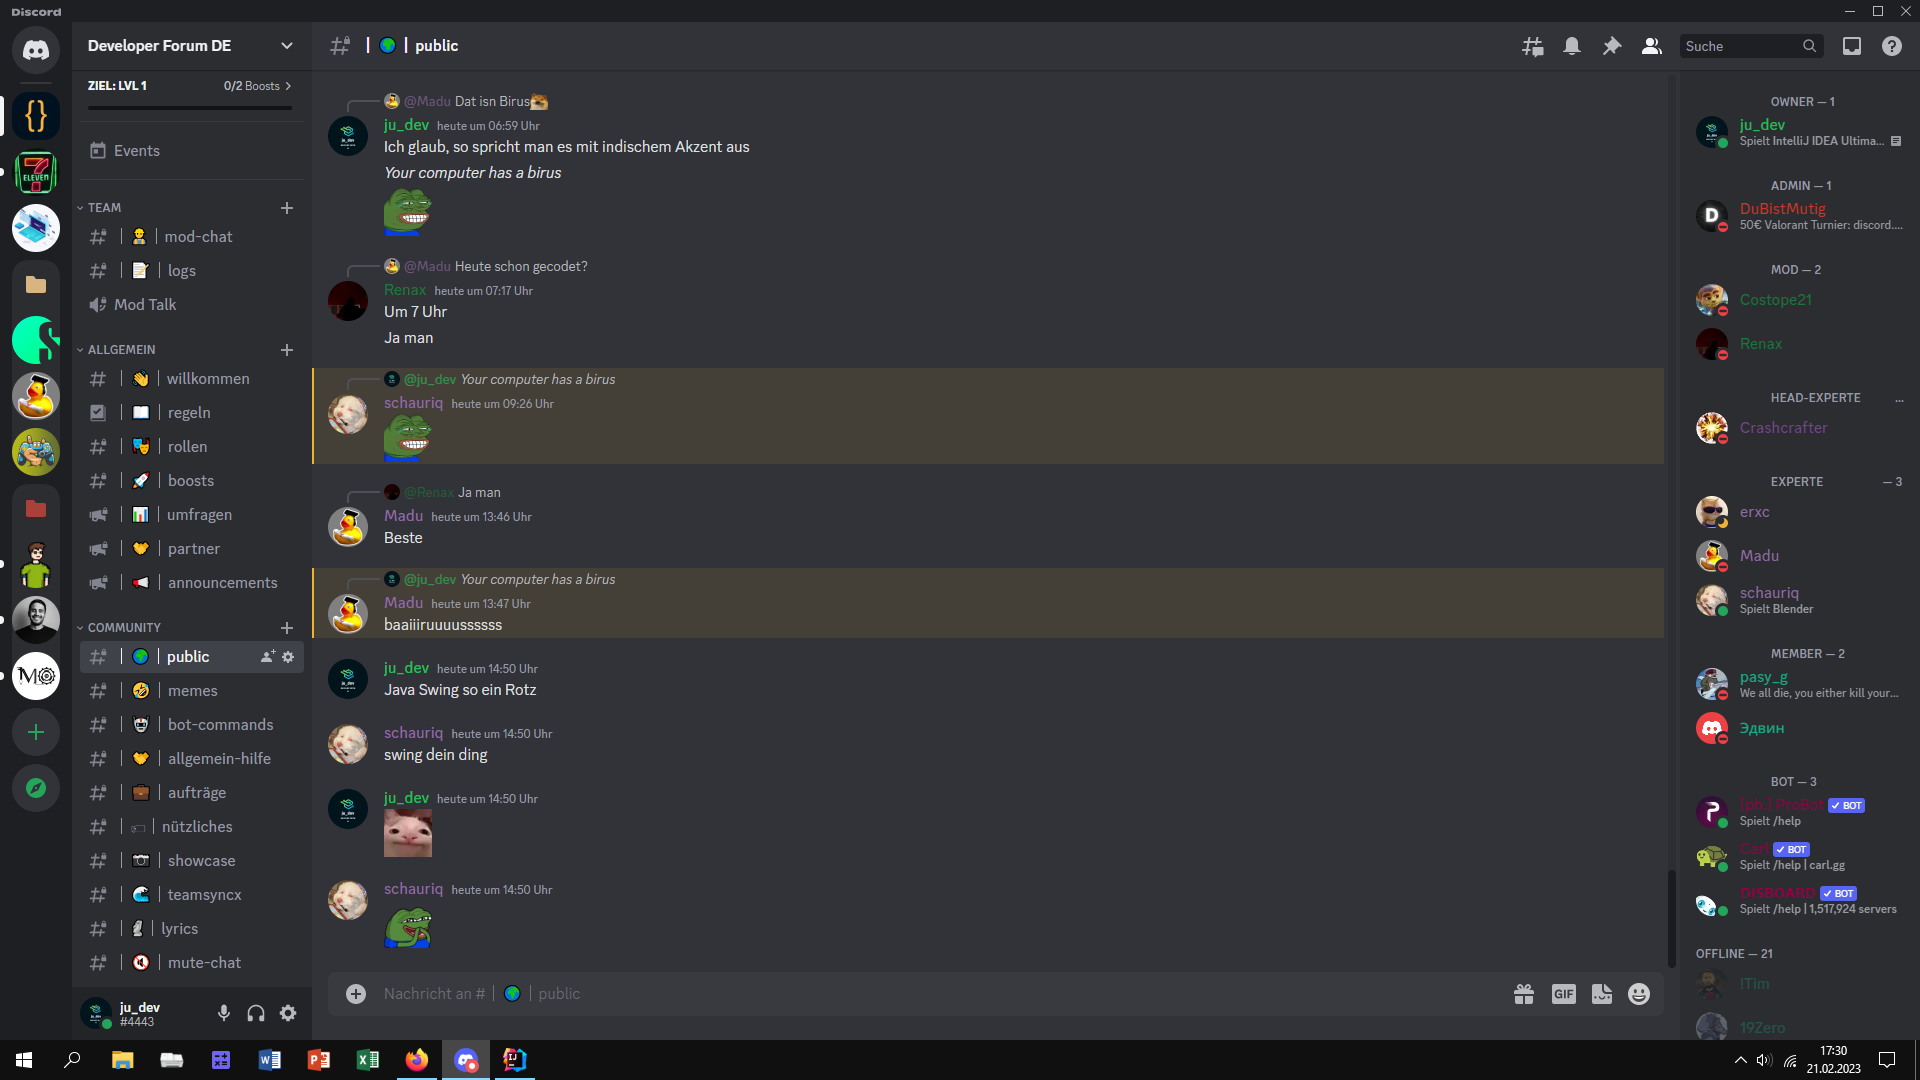 Discord
Developer Forum DE
ZIEL: LVL 1
0/2 Boosts
Events
TEAM
| mod-chat
| logs
Mod Talk
ALLGEMEIN
| willkommen
| regeln
| rollen
| boosts
| umfragen
| partner
| announcements
COMMUNITY
| public
| memes
| bot-commands
| allgemein-hilfe
| aufträge
| nützliches
| showcase
| teamsyncx
| lyrics
| mute-chat
ju_dev
#4443
7
ELEVEN
| | public
Suche
@Madu Dat isn Birus
ju_dev heute um 06:59 Uhr
Ich glaub, so spricht man es mit indischem Akzent aus
Your computer has a birus
@Madu Heute schon gecodet?
Renax heute um 07:17 Uhr
Um 7 Uhr
Ja man
@ju_dev Your computer has a birus
schauriq heute um 09:26 Uhr
@Renax Ja man
Madu heute um 13:46 Uhr
Beste
@ju_dev Your computer has a birus
Madu heute um 13:47 Uhr
baaiiiruuuussssss
ju_dev heute um 14:50 Uhr
Java Swing so ein Rotz
schauriq heute um 14:50 Uhr
swing dein ding
ju_dev heute um 14:50 Uhr
schauriq heute um 14:50 Uhr
Nachricht an # | | public
GIF
OWNER — 1
ju_dev
Spielt IntelliJ IDEA Ultima...
ADMIN — 1
DuBistMutig
50€ Valorant Turnier: discord....
MOD — 2
Costope21
Renax
HEAD-EXPERTE ...
Crashcrafter
EXPERTE — 3
erxc
Madu
schauriq
Spielt Blender
MEMBER — 2
pasy_g
We all die, you either kill your...
Эдвин
BOT — 3
[pb.] ProBot BOT
Spielt /help
Carl BOT
Spielt /help | carl.gg
DISBOARD BOT
Spielt /help | 1,517,924 servers
OFFLINE — 21
!Tim
19Zero
17:30
21.02.2023